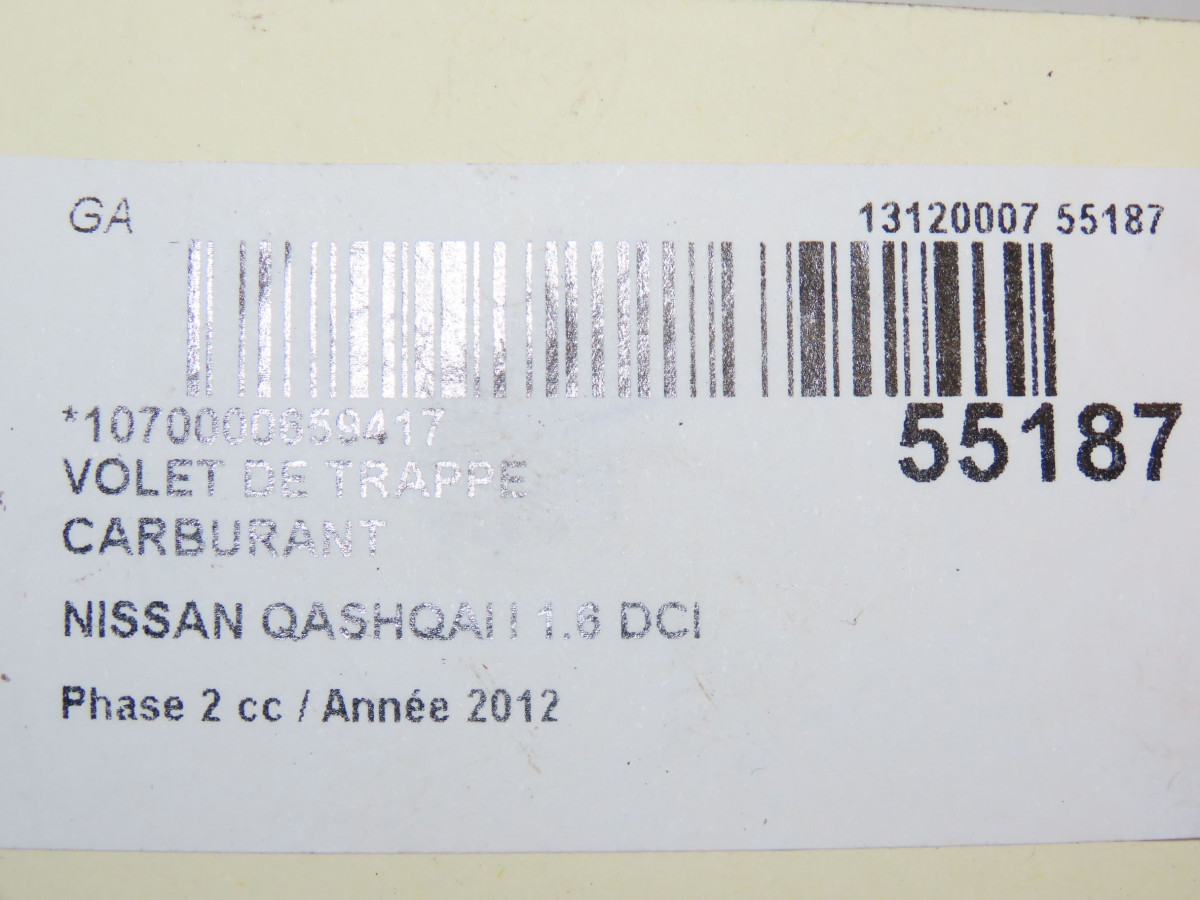 GA
13120007 55187
*1070000659417
55187
VOLET DE TRAPPE
CARBURANT
NISSAN QASHQAI I 1.6 DCI
Phase 2 cc / Année 2012